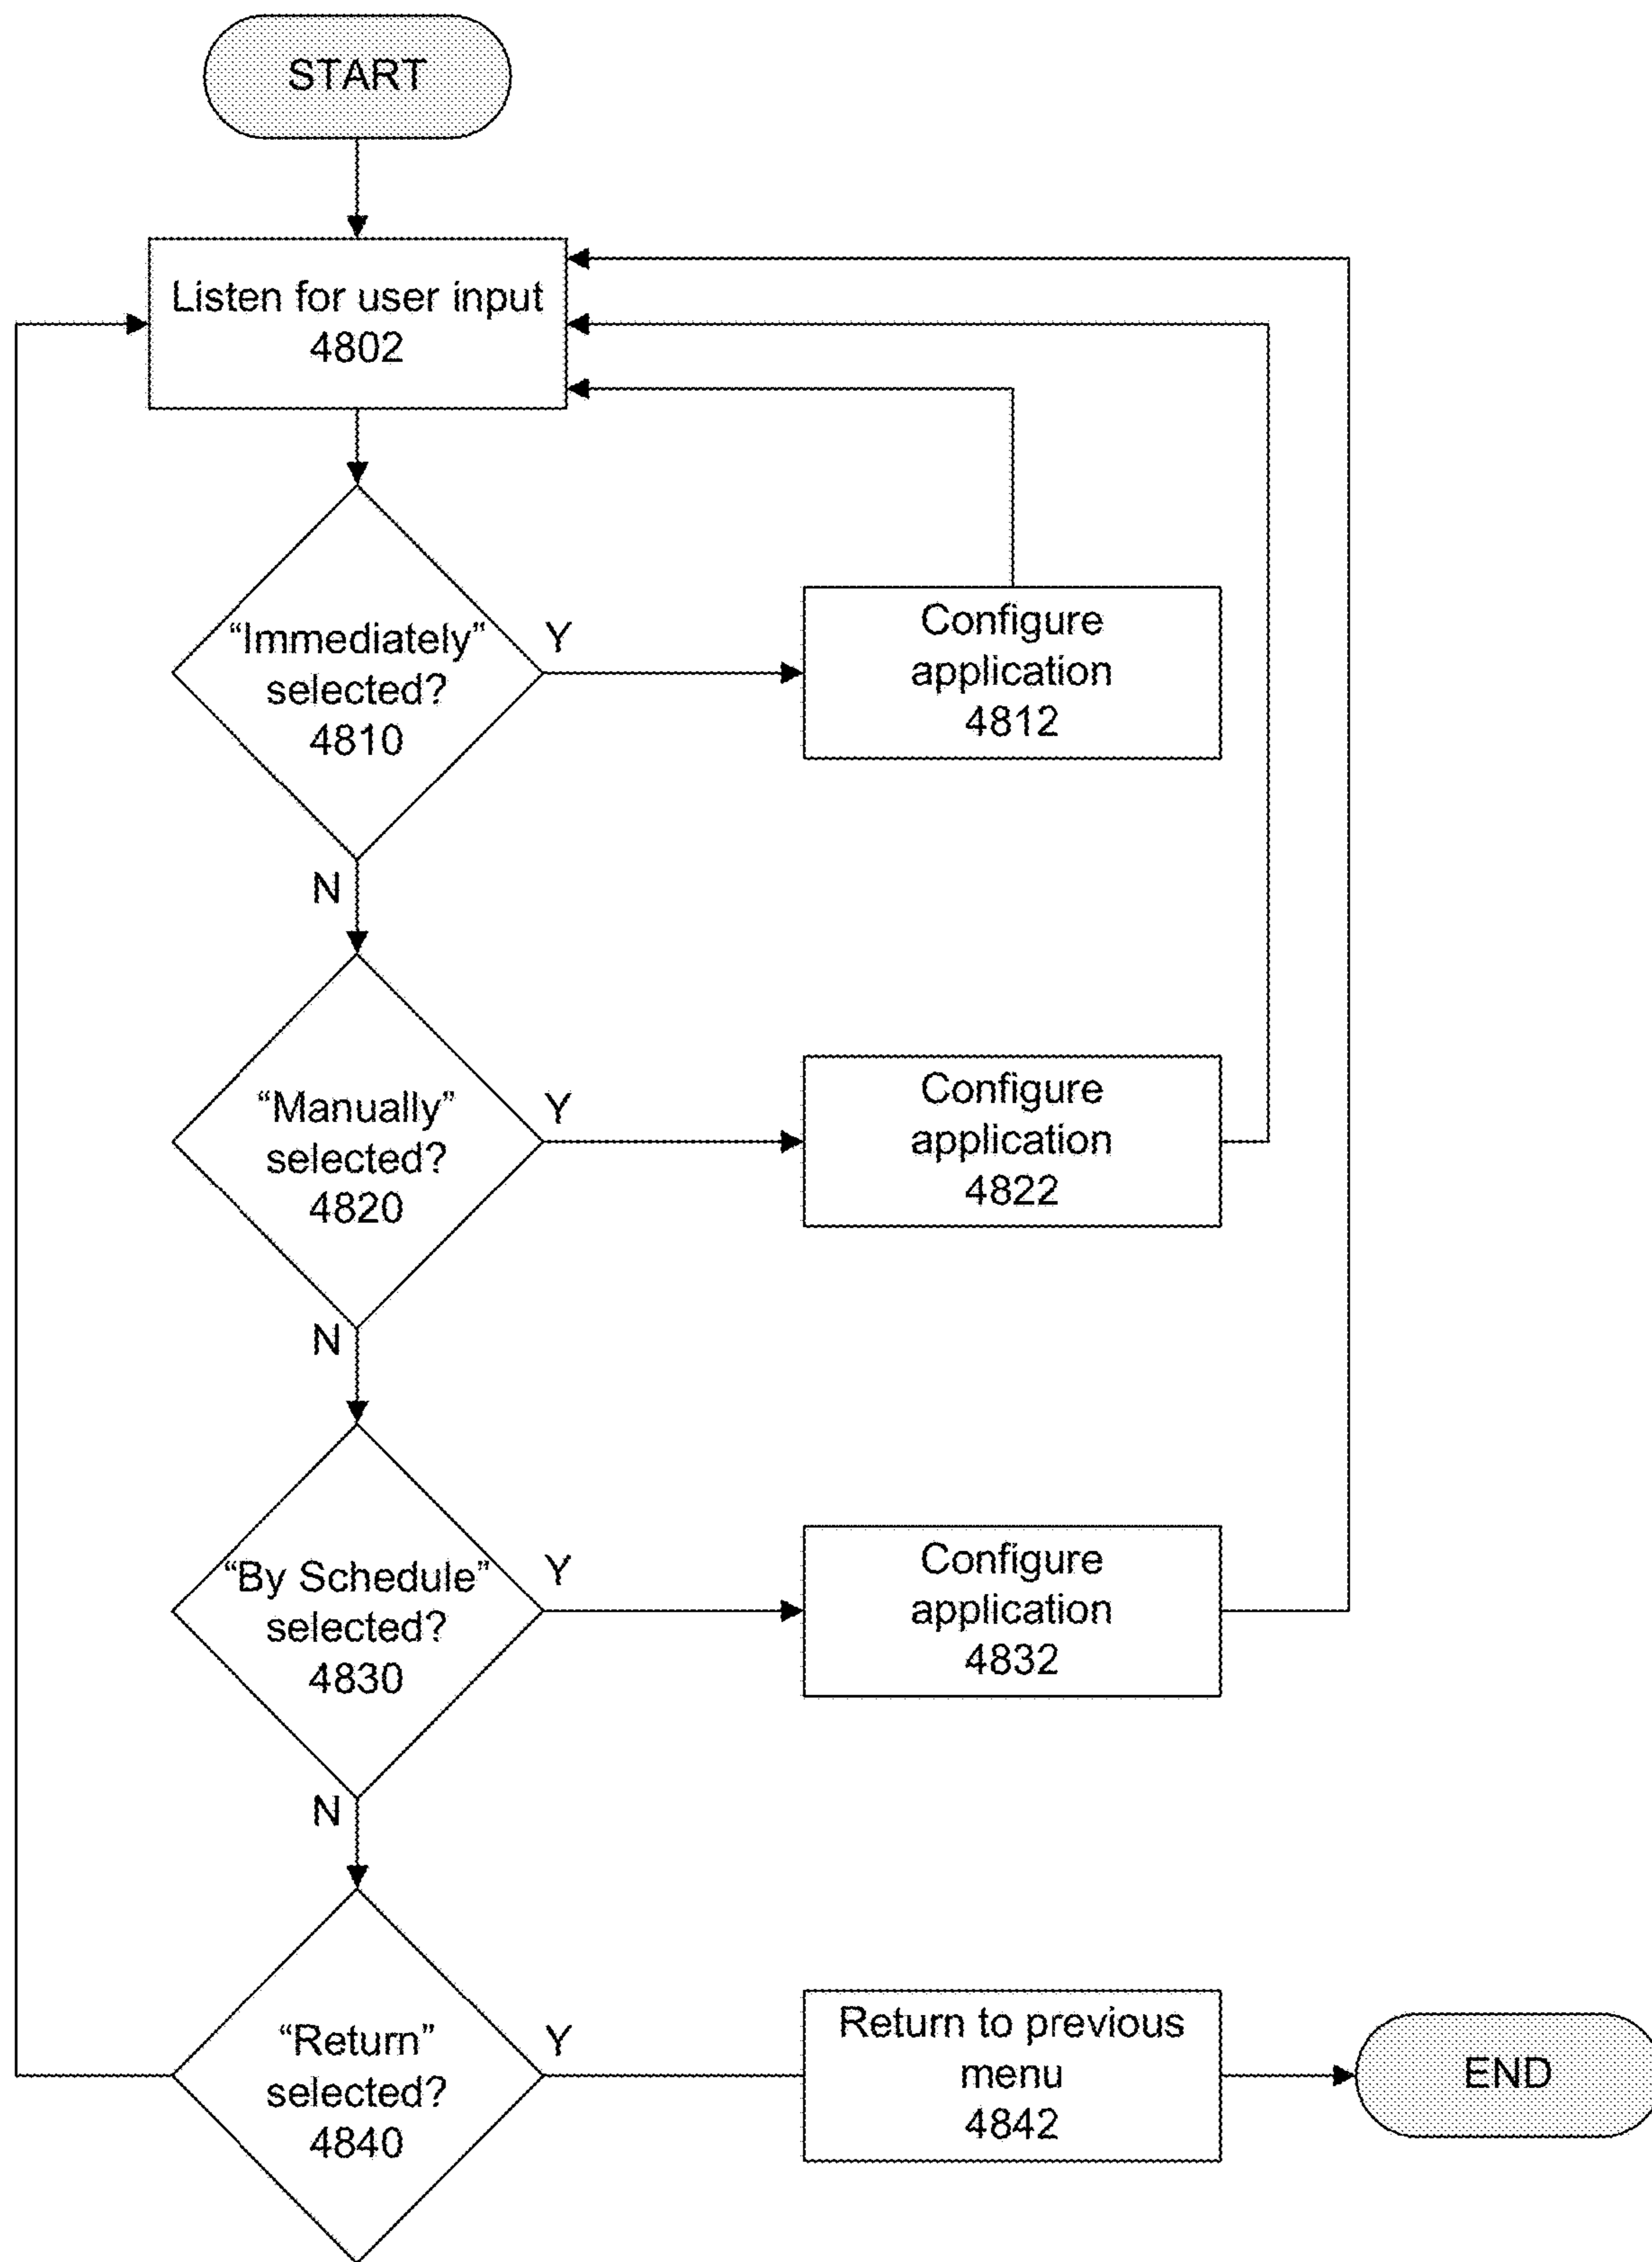 START
Listen for user input
4802
“Immediately”
selected?
4810
Y
Configure
application
4812
N
“Manually”
selected?
4820
Y
Configure
application
4822
N
“By Schedule”
selected?
4830
Y
Configure
application
4832
N
“Return”
selected?
4840
Y
Return to previous
menu
4842
END